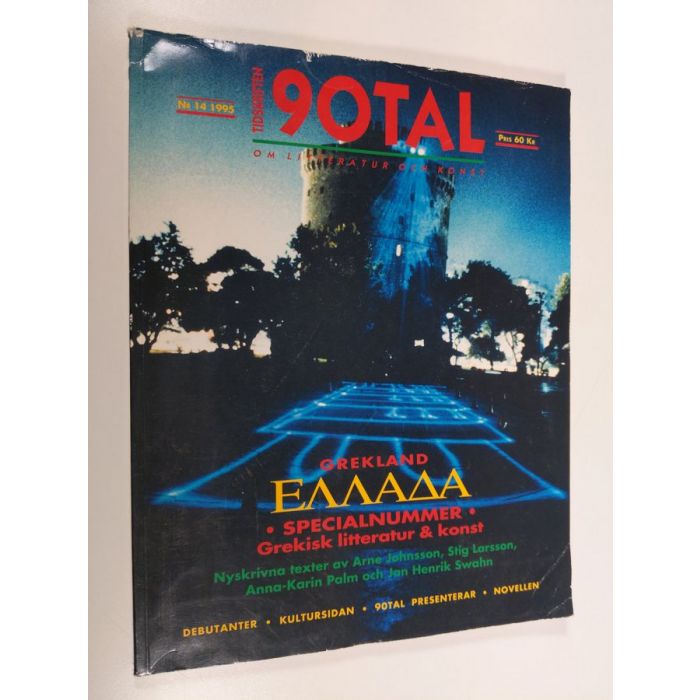 TIDSKRIFTEN
90TAL
Nr 14 1995
Pris 60 Kr
OM LITTERATUR OCH KONST
GREKLAND
ΕΛΛΑΔΑ
• SPECIALNUMMER •
Grekisk litteratur & konst
Nyskrivna texter av Arne Johnsson, Stig Larsson,
Anna-Karin Palm och Jan Henrik Swahn
DEBUTANTER • KULTURSIDAN • 90TAL PRESENTERAR • NOVELLEN